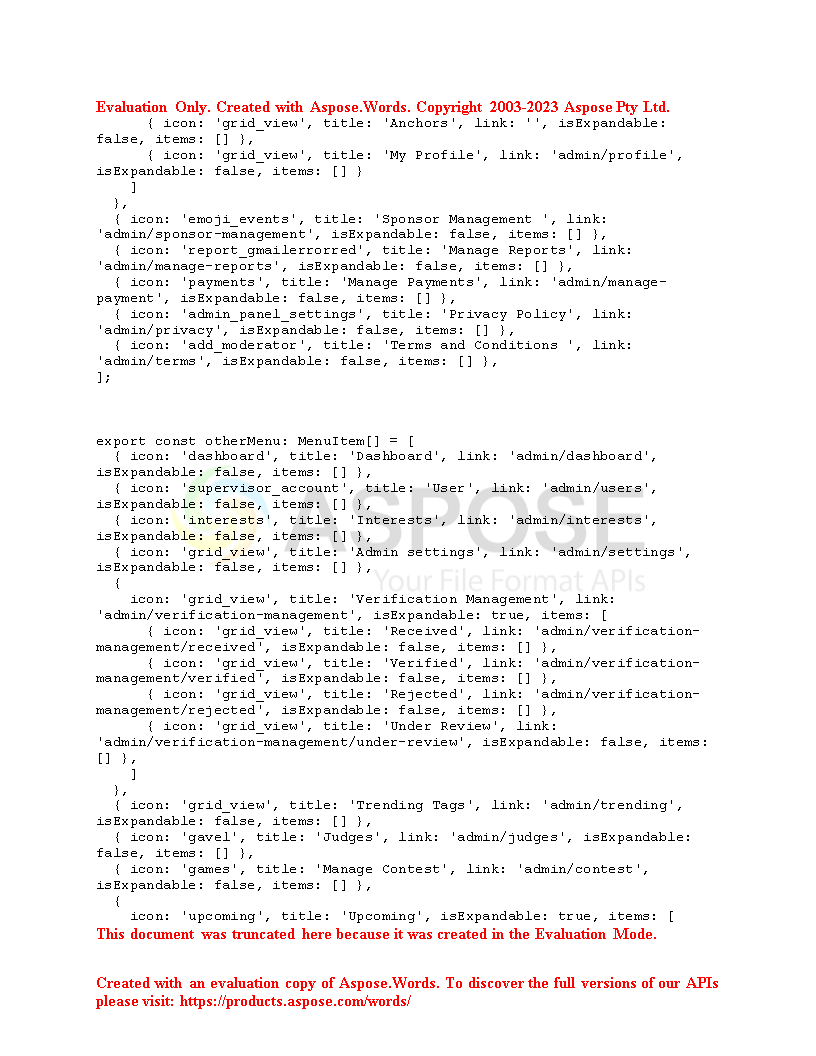 Evaluation Only. Created with Aspose.Words. Copyright 2003-2023 Aspose Pty Ltd.
      { icon: 'grid_view', title: 'Anchors', link: '', isExpandable:
false, items: [] },
      { icon: 'grid_view', title: 'My Profile', link: 'admin/profile',
isExpandable: false, items: [] }
    ]
  },
  { icon: 'emoji_events', title: 'Sponsor Management ', link:
'admin/sponsor-management', isExpandable: false, items: [] },
  { icon: 'report_gmailerrorred', title: 'Manage Reports', link:
'admin/manage-reports', isExpandable: false, items: [] },
  { icon: 'payments', title: 'Manage Payments', link: 'admin/manage-
payment', isExpandable: false, items: [] },
  { icon: 'admin_panel_settings', title: 'Privacy Policy', link:
'admin/privacy', isExpandable: false, items: [] },
  { icon: 'add_moderator', title: 'Terms and Conditions ', link:
'admin/terms', isExpandable: false, items: [] },
];
export const otherMenu: MenuItem[] = [
  { icon: 'dashboard', title: 'Dashboard', link: 'admin/dashboard',
isExpandable: false, items: [] },
  { icon: 'supervisor_account', title: 'User', link: 'admin/users',
isExpandable: false, items: [] },
  { icon: 'interests', title: 'Interests', link: 'admin/interests',
isExpandable: false, items: [] },
  { icon: 'grid_view', title: 'Admin settings', link: 'admin/settings',
isExpandable: false, items: [] },
ASPOSE
Your File Format APIs
  {
    icon: 'grid_view', title: 'Verification Management', link:
'admin/verification-management', isExpandable: true, items: [
      { icon: 'grid_view', title: 'Received', link: 'admin/verification-
management/received', isExpandable: false, items: [] },
      { icon: 'grid_view', title: 'Verified', link: 'admin/verification-
management/verified', isExpandable: false, items: [] },
      { icon: 'grid_view', title: 'Rejected', link: 'admin/verification-
management/rejected', isExpandable: false, items: [] },
      { icon: 'grid_view', title: 'Under Review', link:
'admin/verification-management/under-review', isExpandable: false, items:
[] },
    ]
  },
  { icon: 'grid_view', title: 'Trending Tags', link: 'admin/trending',
isExpandable: false, items: [] },
  { icon: 'gavel', title: 'Judges', link: 'admin/judges', isExpandable:
false, items: [] },
  { icon: 'games', title: 'Manage Contest', link: 'admin/contest',
isExpandable: false, items: [] },
  {
    icon: 'upcoming', title: 'Upcoming', isExpandable: true, items: [
This document was truncated here because it was created in the Evaluation Mode.
Created with an evaluation copy of Aspose.Words. To discover the full versions of our APIs
please visit: https://products.aspose.com/words/